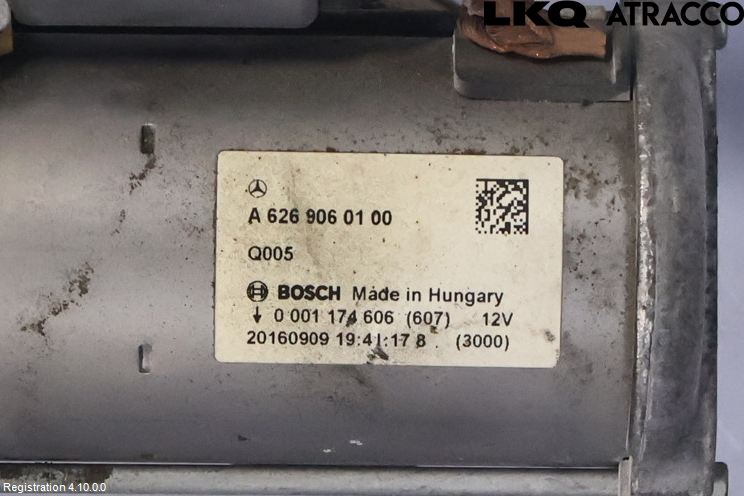 LKQ ATRACCO
A 626 906 01 00
Q005
BOSCH Made in Hungary
↓ 0 001 174 606 (607) 12V
20160909 19:41:17 8 (3000)
Registration 4.10.0.0